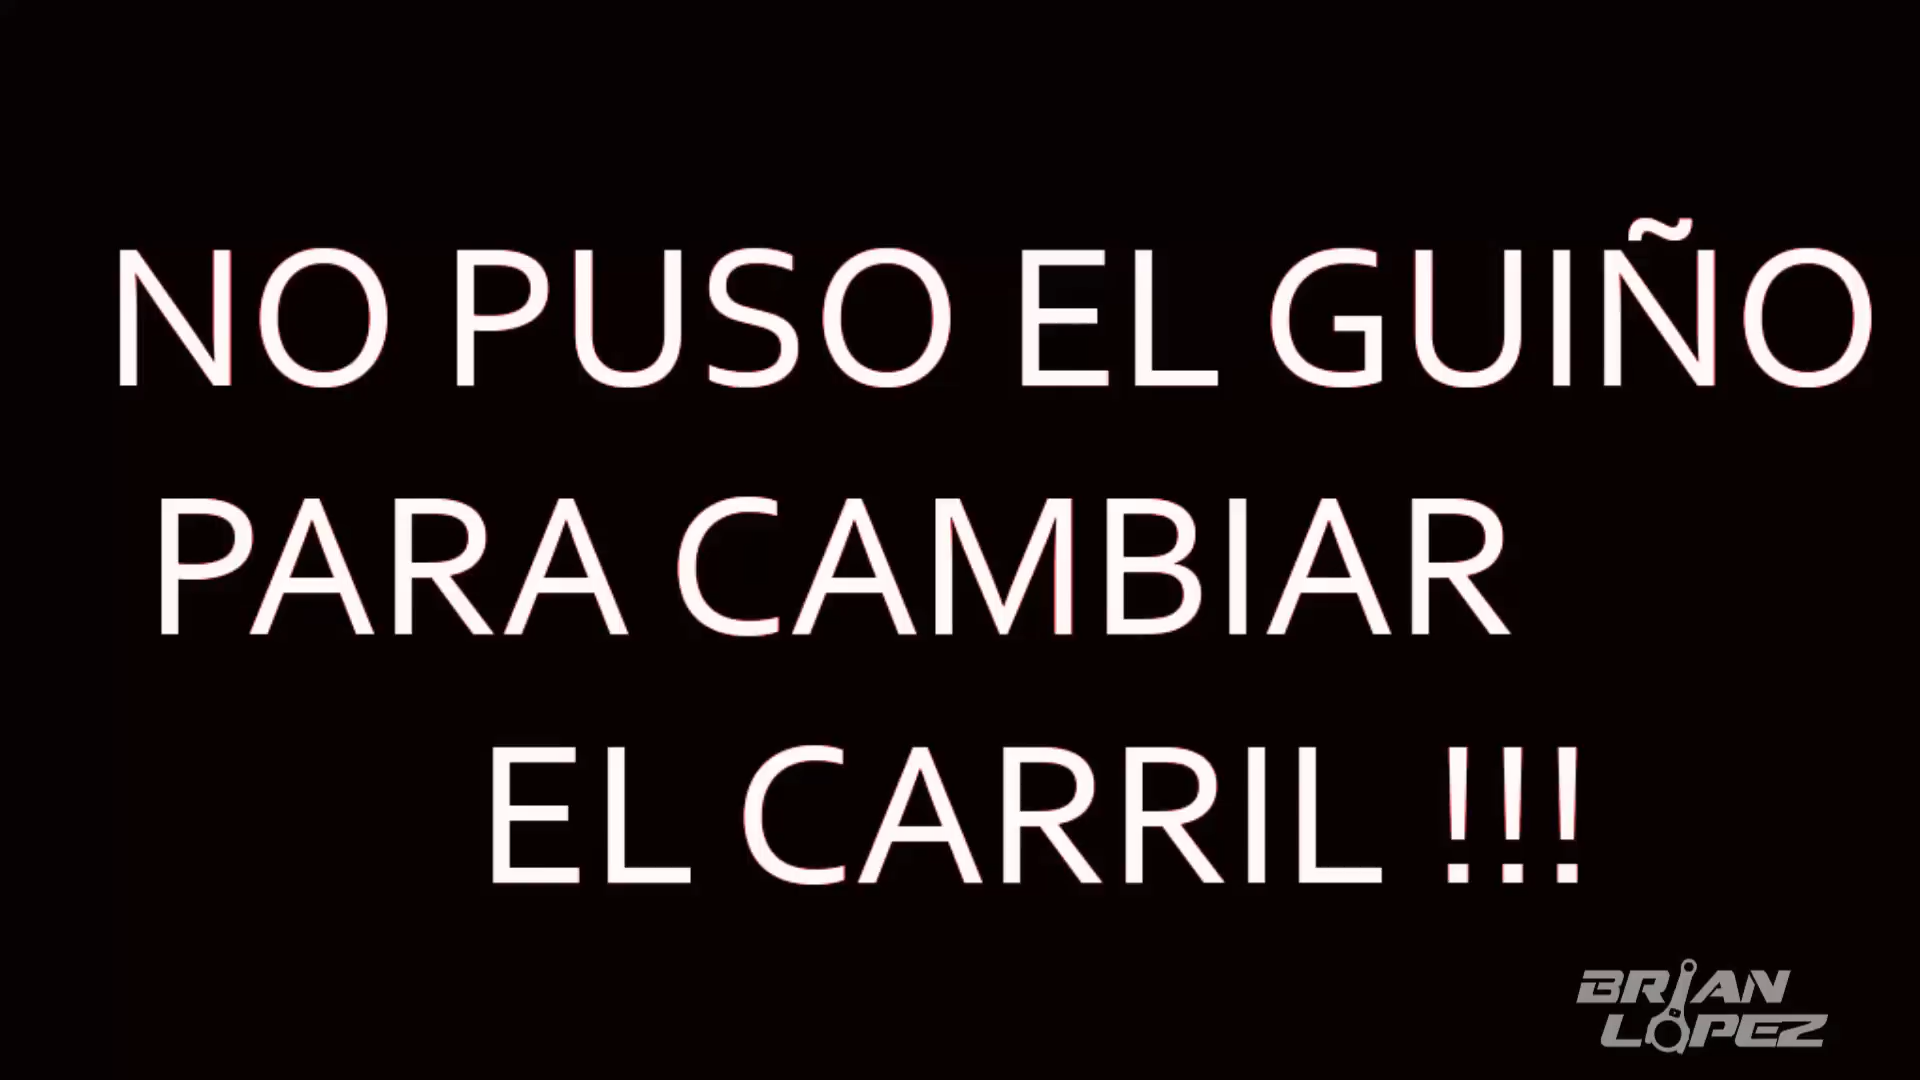 NO PUSO EL GUIÑO
PARA CAMBIAR
EL CARRIL !!!
BRIAN
LOPEZ